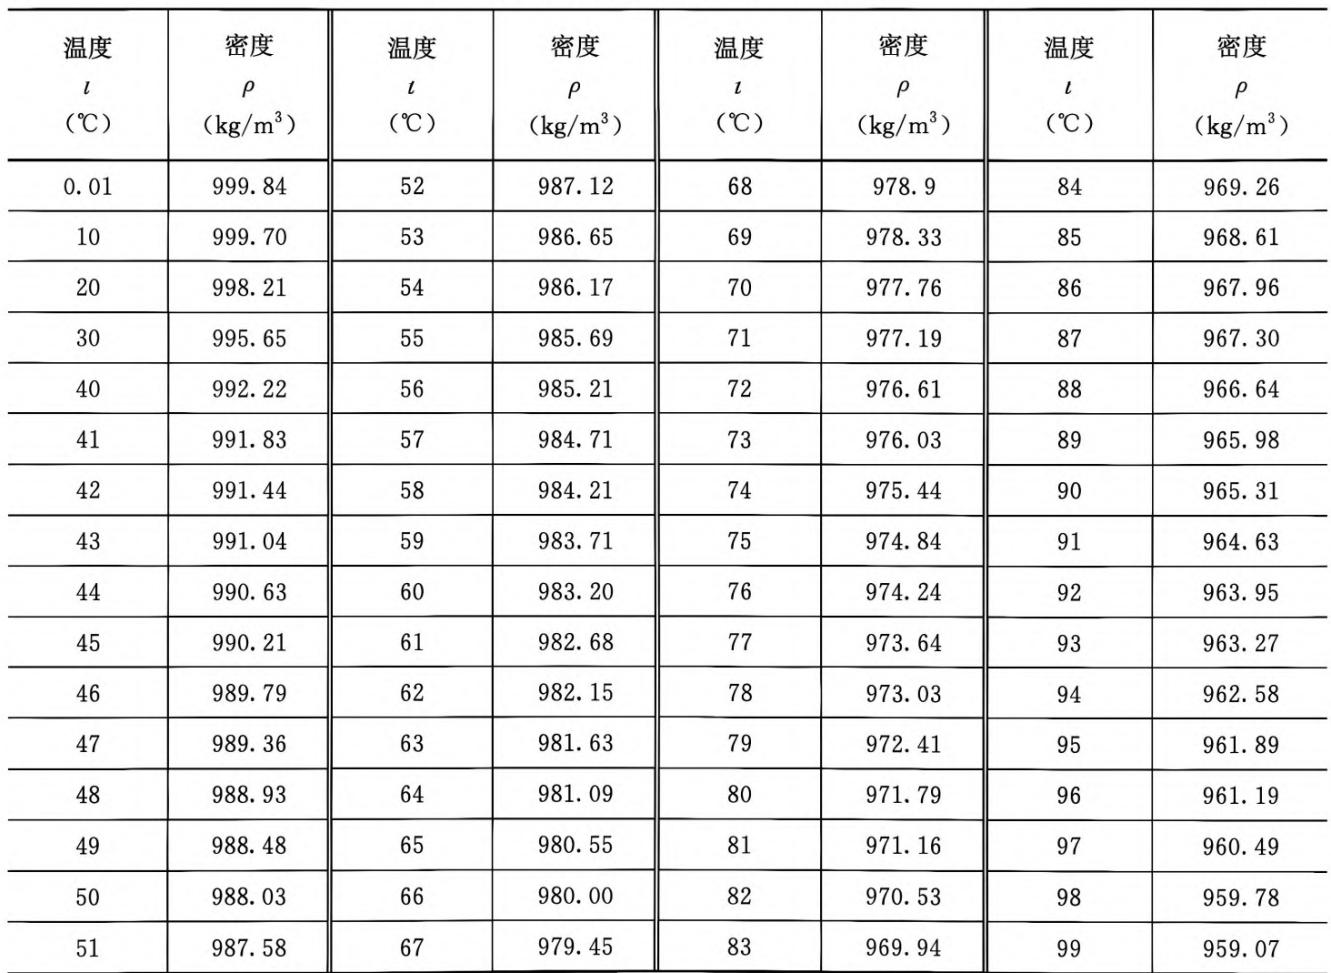 温度 密度 温度 密度 温度 密度 温度 密度
t ρ t ρ t ρ t ρ
(℃) (kg/m³) (℃) (kg/m³) (℃) (kg/m³) (℃) (kg/m³)
0.01 999.84 52 987.12 68 978.9 84 969.26
10 999.70 53 986.65 69 978.33 85 968.61
20 998.21 54 986.17 70 977.76 86 967.96
30 995.65 55 985.69 71 977.19 87 967.30
40 992.22 56 985.21 72 976.61 88 966.64
41 991.83 57 984.71 73 976.03 89 965.98
42 991.44 58 984.21 74 975.44 90 965.31
43 991.04 59 983.71 75 974.84 91 964.63
44 990.63 60 983.20 76 974.24 92 963.95
45 990.21 61 982.68 77 973.64 93 963.27
46 989.79 62 982.15 78 973.03 94 962.58
47 989.36 63 981.63 79 972.41 95 961.89
48 988.93 64 981.09 80 971.79 96 961.19
49 988.48 65 980.55 81 971.16 97 960.49
50 988.03 66 980.00 82 970.53 98 959.78
51 987.58 67 979.45 83 969.94 99 959.07